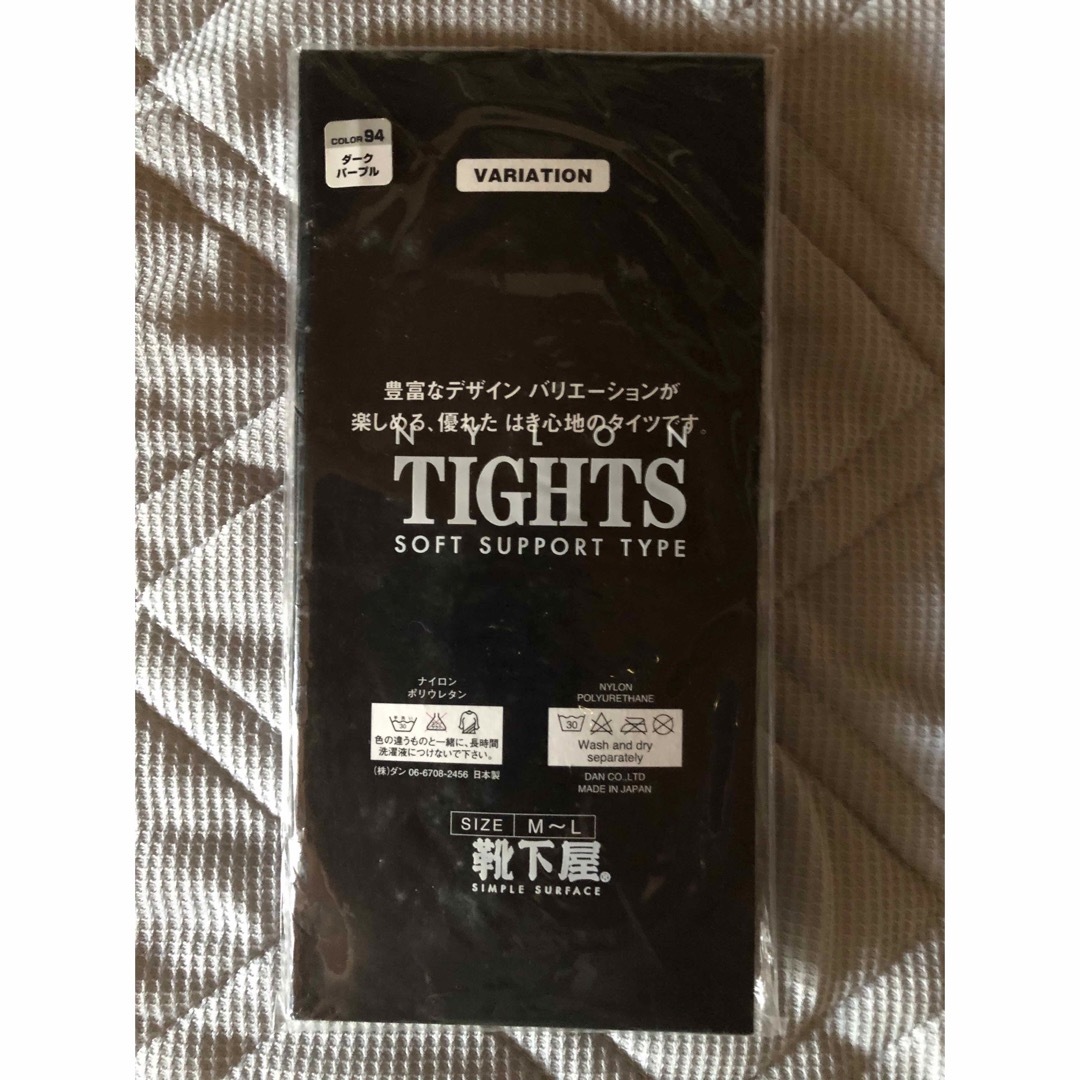 COLOR 94
ダーク
パープル
VARIATION
豊富なデザイン バリエーションが
楽しめる、優れた はき心地のタイツです。
NYLON
TIGHTS
SOFT SUPPORT TYPE
ナイロン
ポリウレタン
色の違うものと一緒に、長時間
洗濯液につけないで下さい。
(株)ダン 06-6708-2456 日本製
NYLON
POLYURETHANE
30
Wash and dry
separately
DAN CO.,LTD
MADE IN JAPAN
SIZE M〜L
靴下屋®
SIMPLE SURFACE